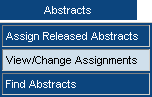 Abstracts
Assign Released Abstracts
View/Change Assignments
Find Abstracts